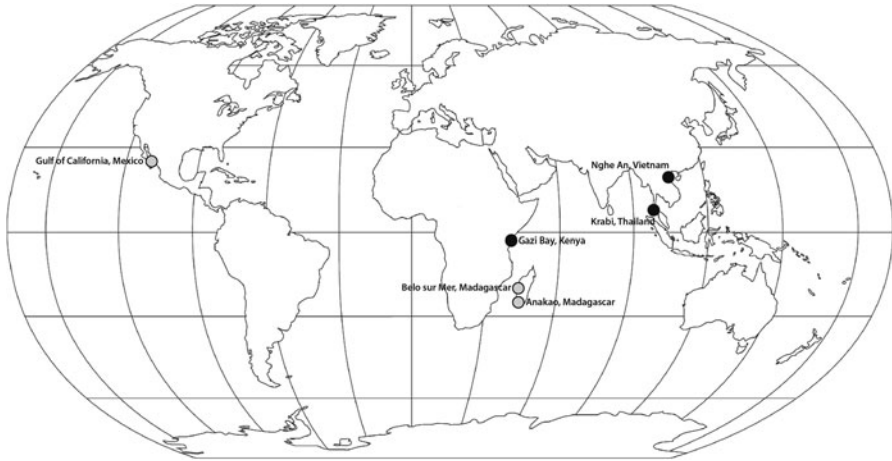 Gulf of California, Mexico
Nghe An, Vietnam
Krabi, Thailand
Gazi Bay, Kenya
Belo sur Mer, Madagascar
Anakao, Madagascar